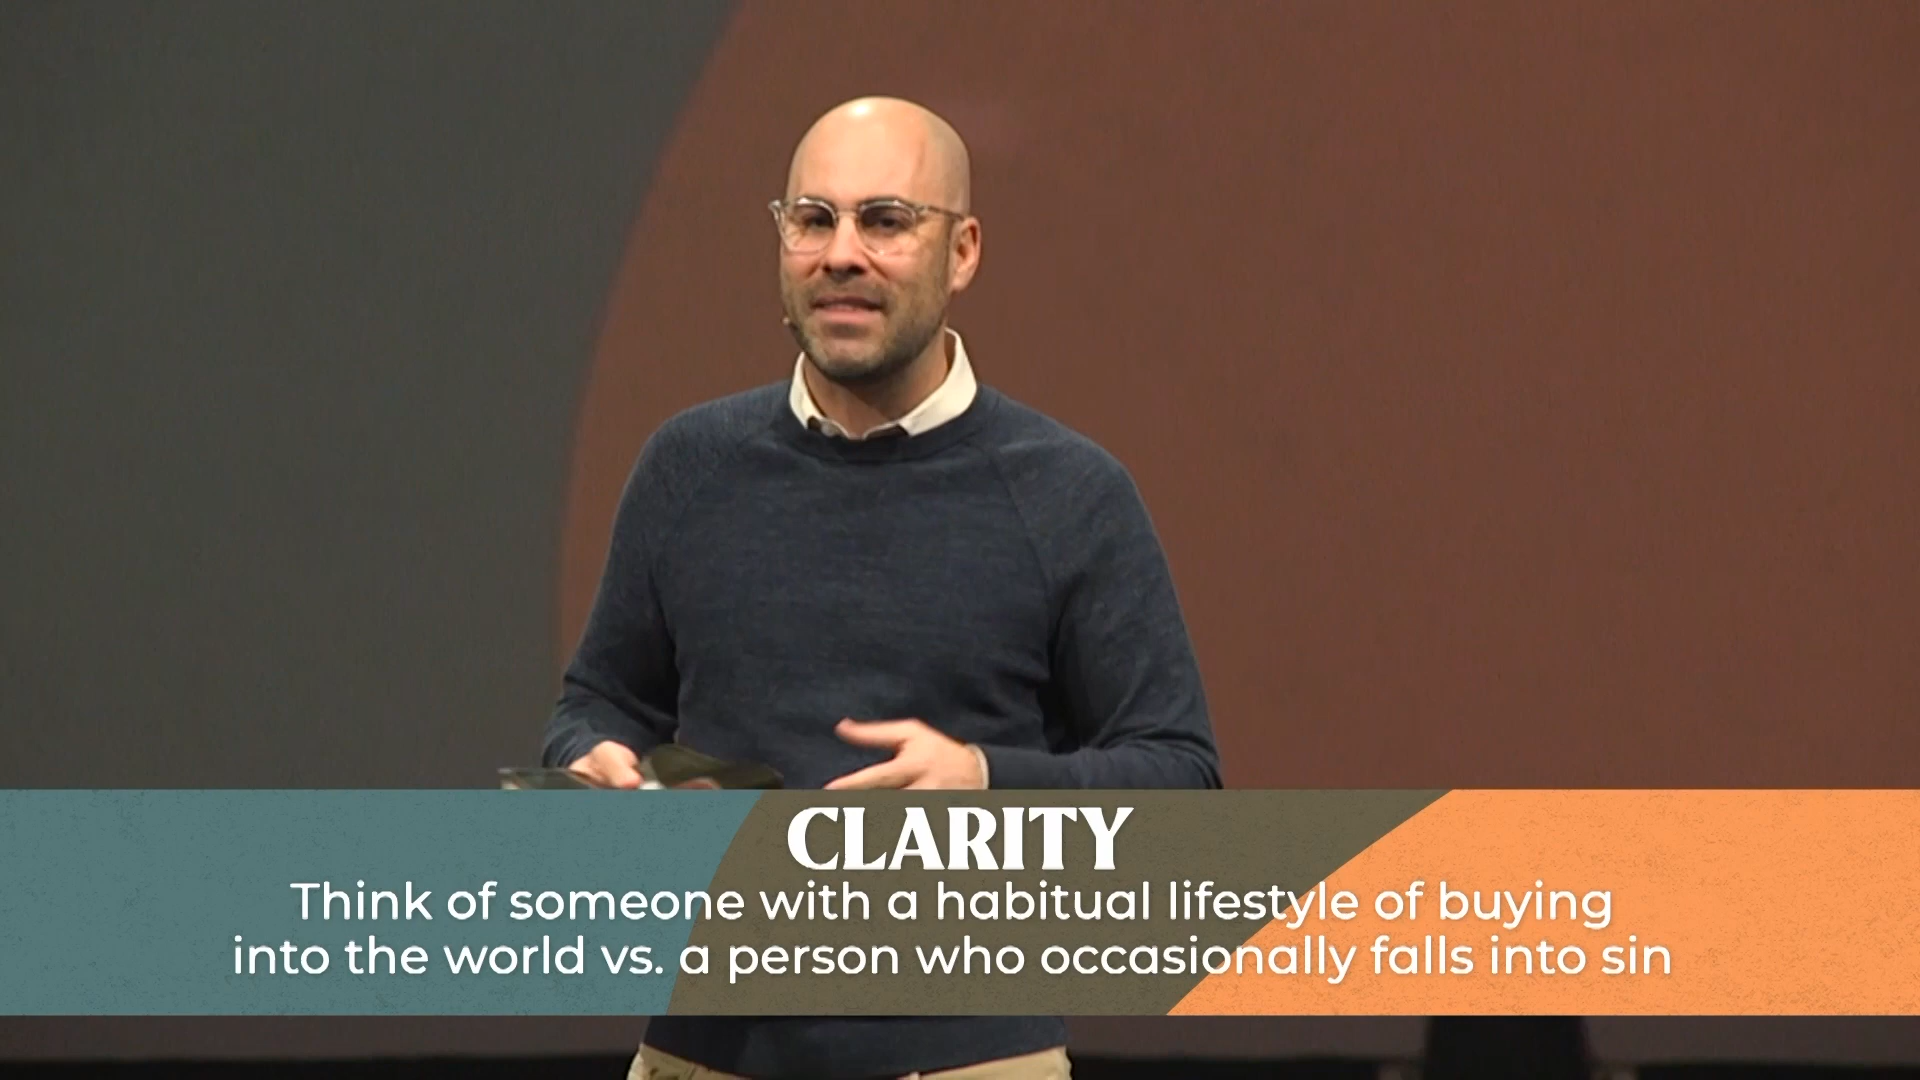 CLARITY
Think of someone with a habitual lifestyle of buying
into the world vs. a person who occasionally falls into sin